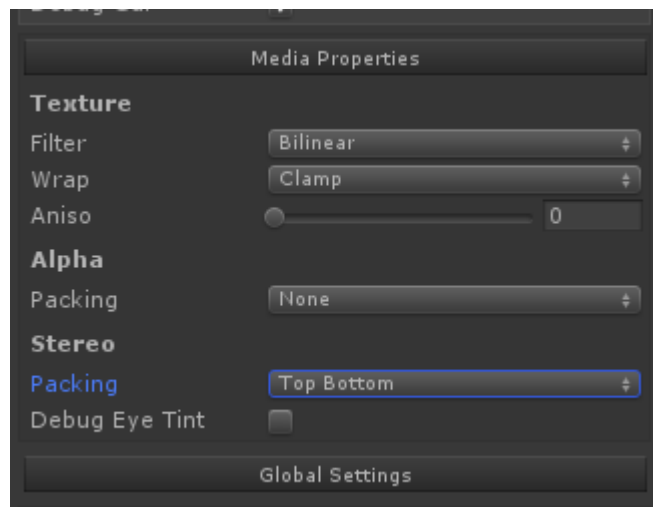 Media Properties
Texture
Filter Bilinear
Wrap Clamp
Aniso 0
Alpha
Packing None
Stereo
Packing Top Bottom
Debug Eye Tint
Global Settings